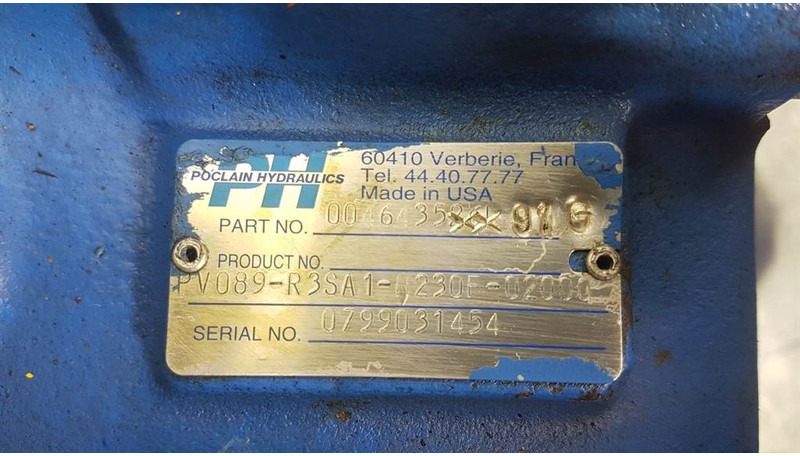 PH
POCLAIN HYDRAULICS
60410 Verberie, Fran
Tel. 44.40.77.77
Made in USA
PART NO. 91G
PRODUCT NO.
SERIAL NO. 0799031454